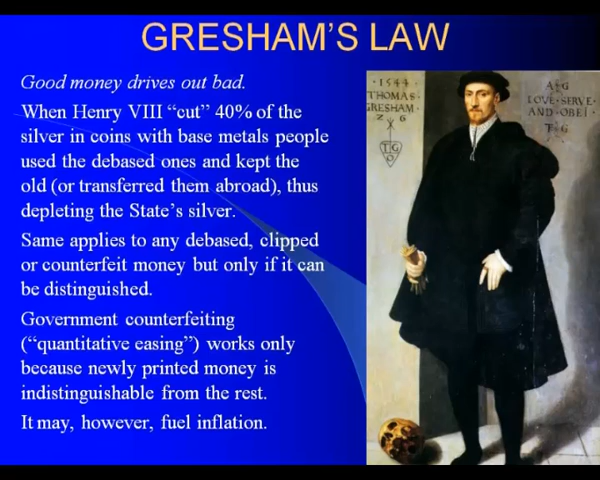 GRESHAM'S LAW
Good money drives out bad.
When Henry VIII “cut” 40% of the
silver in coins with base metals people
used the debased ones and kept the
old (or transferred them abroad), thus
depleting the State’s silver.
Same applies to any debased, clipped
or counterfeit money but only if it can
be distinguished.
Government counterfeiting
(“quantitative easing”) works only
because newly printed money is
indistinguishable from the rest.
It may, however, fuel inflation.
· 1544 ·
THOMAS ·
GRESHAM ·
Z 6
T G
O
A G
LOVE · SERVE ·
AND · OBEI ·
T G